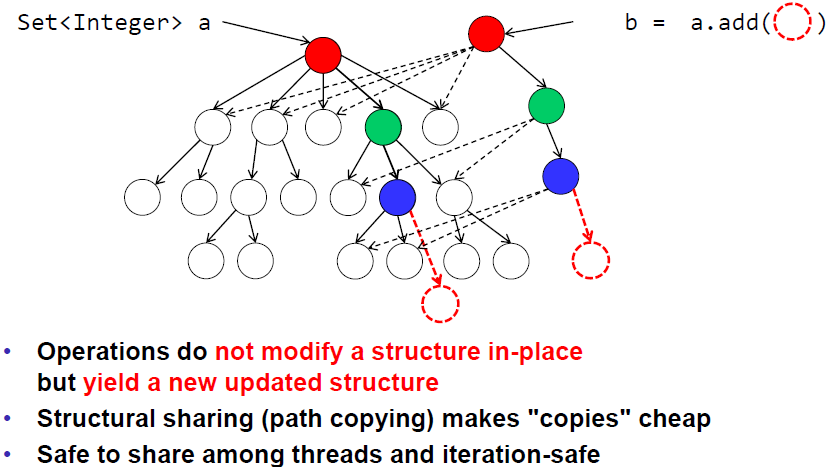 Set<Integer> a
b = a.add( )
• Operations do not modify a structure in-place
but yield a new updated structure
• Structural sharing (path copying) makes "copies" cheap
• Safe to share among threads and iteration-safe